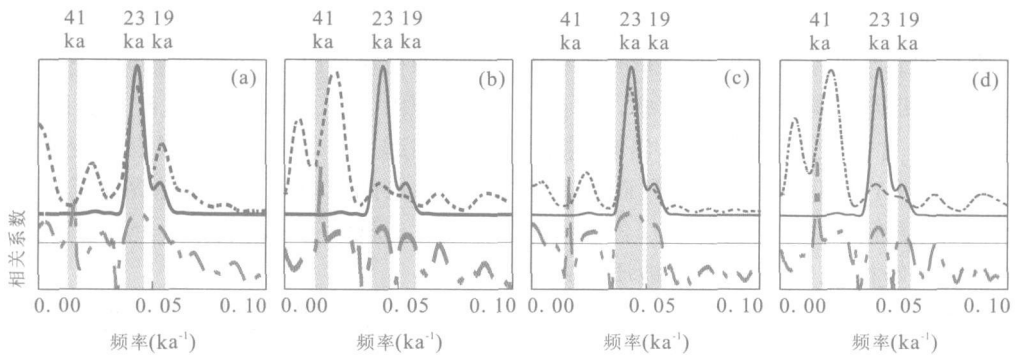 41 23 19 41 23 19 41 23 19 41 23 19
ka ka ka ka ka ka ka ka ka ka ka ka
(a) (b) (c) (d)
相关系数
0.00 0.05 0.10 0.00 0.05 0.10 0.00 0.05 0.10 0.00 0.05 0.10
频率(ka⁻¹) 频率(ka⁻¹) 频率(ka⁻¹) 频率(ka⁻¹)